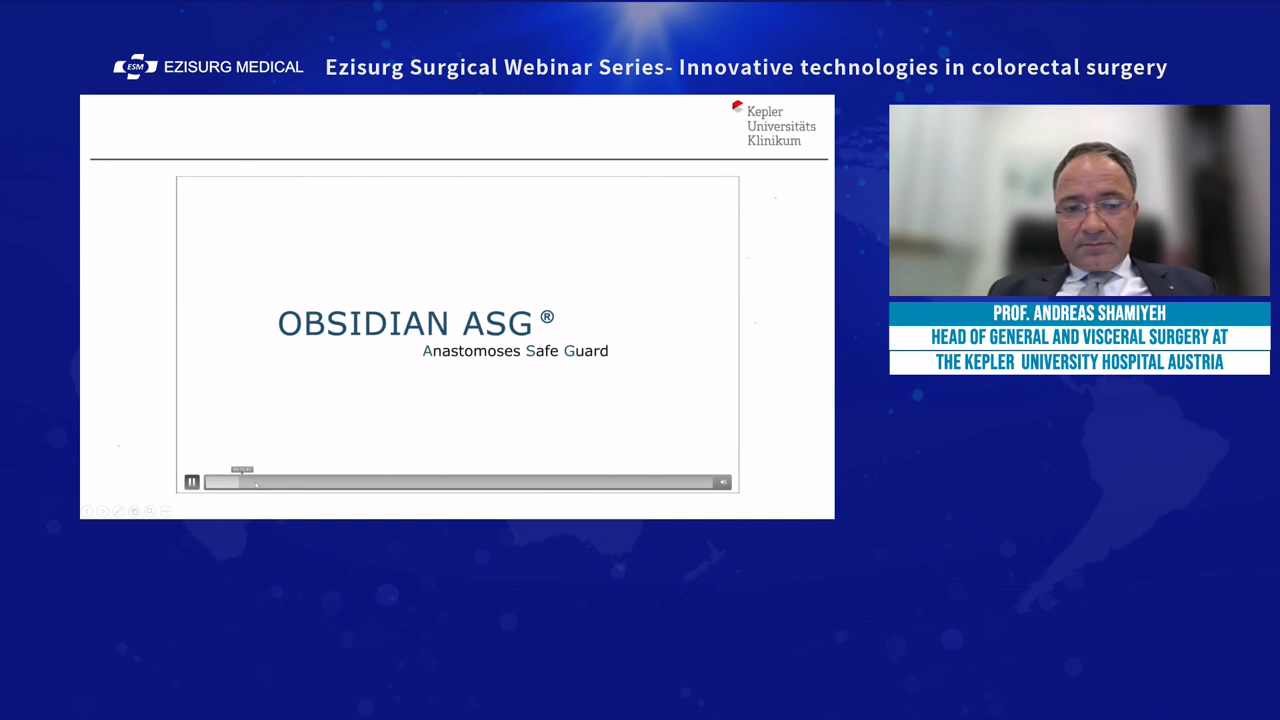 ESM EZISURG MEDICAL
Ezisurg Surgical Webinar Series- Innovative technologies in colorectal surgery
Kepler
Universitäts
Klinikum
OBSIDIAN ASG®
Anastomoses Safe Guard
PROF. ANDREAS SHAMIYEH
HEAD OF GENERAL AND VISCERAL SURGERY AT
THE KEPLER UNIVERSITY HOSPITAL AUSTRIA